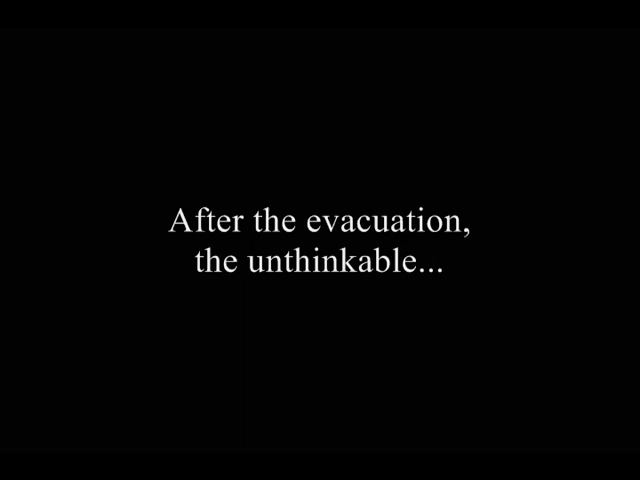 After the evacuation,
the unthinkable...